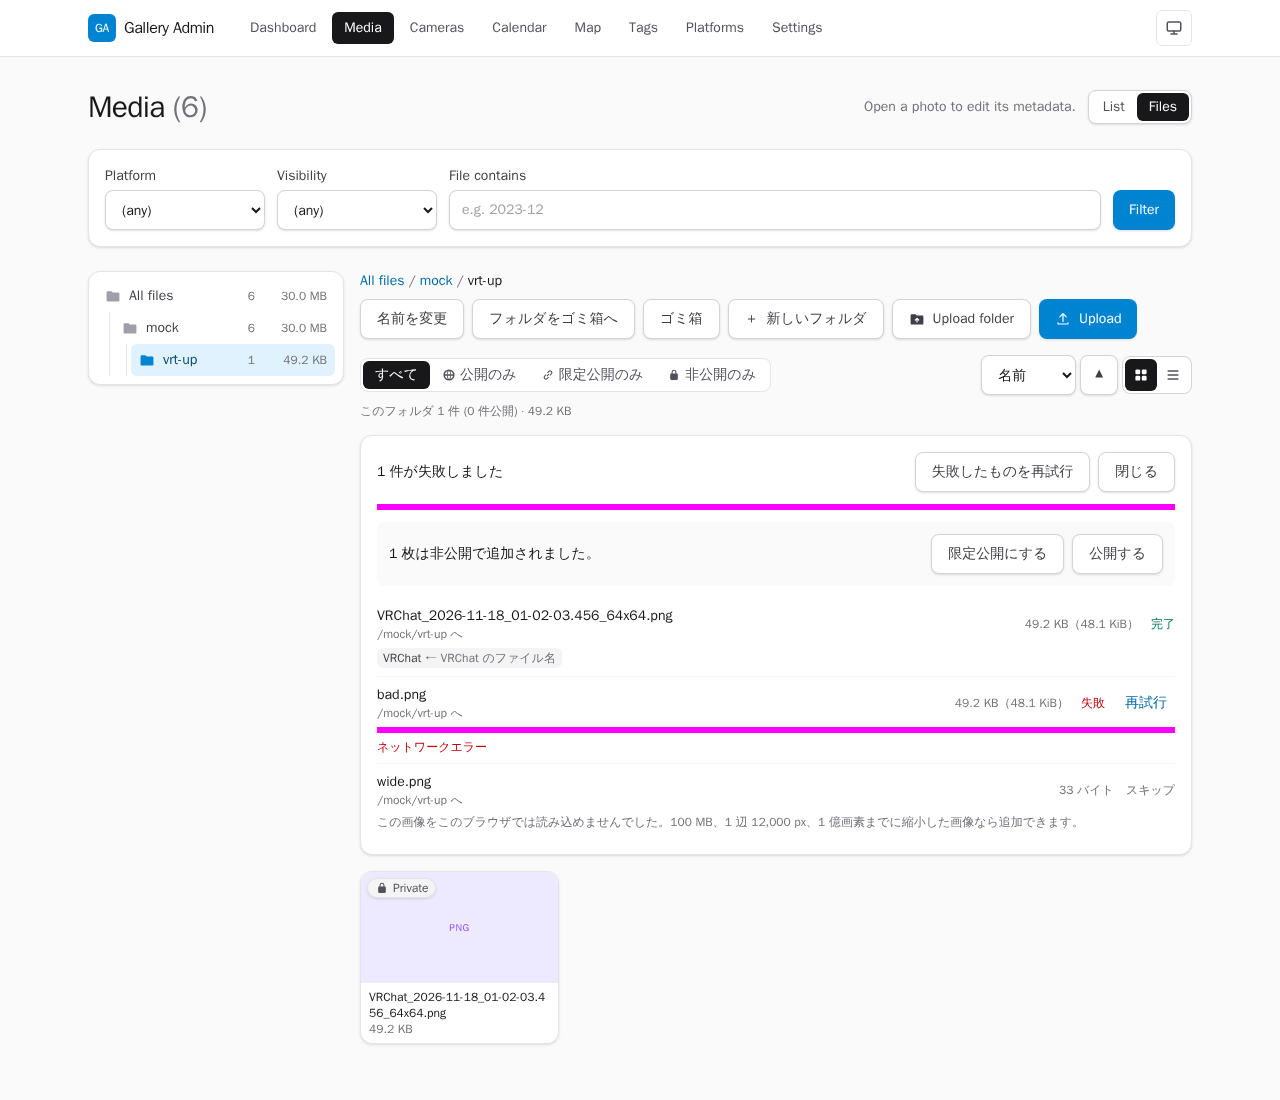 GA Gallery Admin Dashboard Media Cameras Calendar Map Tags Platforms Settings
Media (6)
Open a photo to edit its metadata. List Files
Platform Visibility File contains
(any) (any) e.g. 2023-12 Filter
All files 6 30.0 MB
mock 6 30.0 MB
vrt-up 1 49.2 KB
All files / mock / vrt-up
名前を変更 フォルダをゴミ箱へ ゴミ箱 + 新しいフォルダ Upload folder Upload
すべて 公開のみ 限定公開のみ 非公開のみ 名前 ▲
このフォルダ 1 件 (0 件公開) · 49.2 KB
1 件が失敗しました 失敗したものを再試行 閉じる
1 枚は非公開で追加されました。 限定公開にする 公開する
VRChat_2026-11-18_01-02-03.456_64x64.png
/mock/vrt-up へ
49.2 KB（48.1 KiB） 完了
VRChat ← VRChat のファイル名
bad.png
/mock/vrt-up へ
49.2 KB（48.1 KiB） 失敗 再試行
ネットワークエラー
wide.png
/mock/vrt-up へ
33 バイト スキップ
この画像をこのブラウザでは読み込めませんでした。100 MB、1 辺 12,000 px、1 億画素までに縮小した画像なら追加できます。
Private
PNG
VRChat_2026-11-18_01-02-03.4
56_64x64.png
49.2 KB